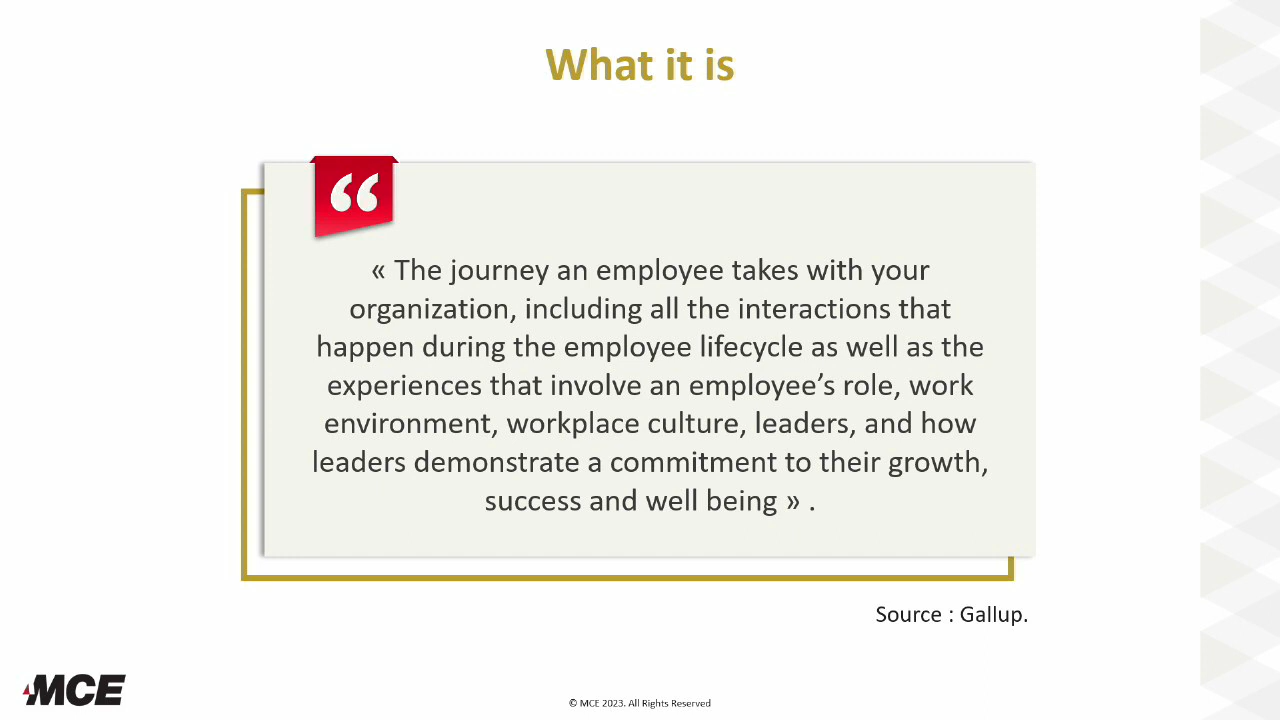 What it is
“
« The journey an employee takes with your
organization, including all the interactions that
happen during the employee lifecycle as well as the
experiences that involve an employee’s role, work
environment, workplace culture, leaders, and how
leaders demonstrate a commitment to their growth,
success and well being » .
Source : Gallup.
MCE
© MCE 2023. All Rights Reserved